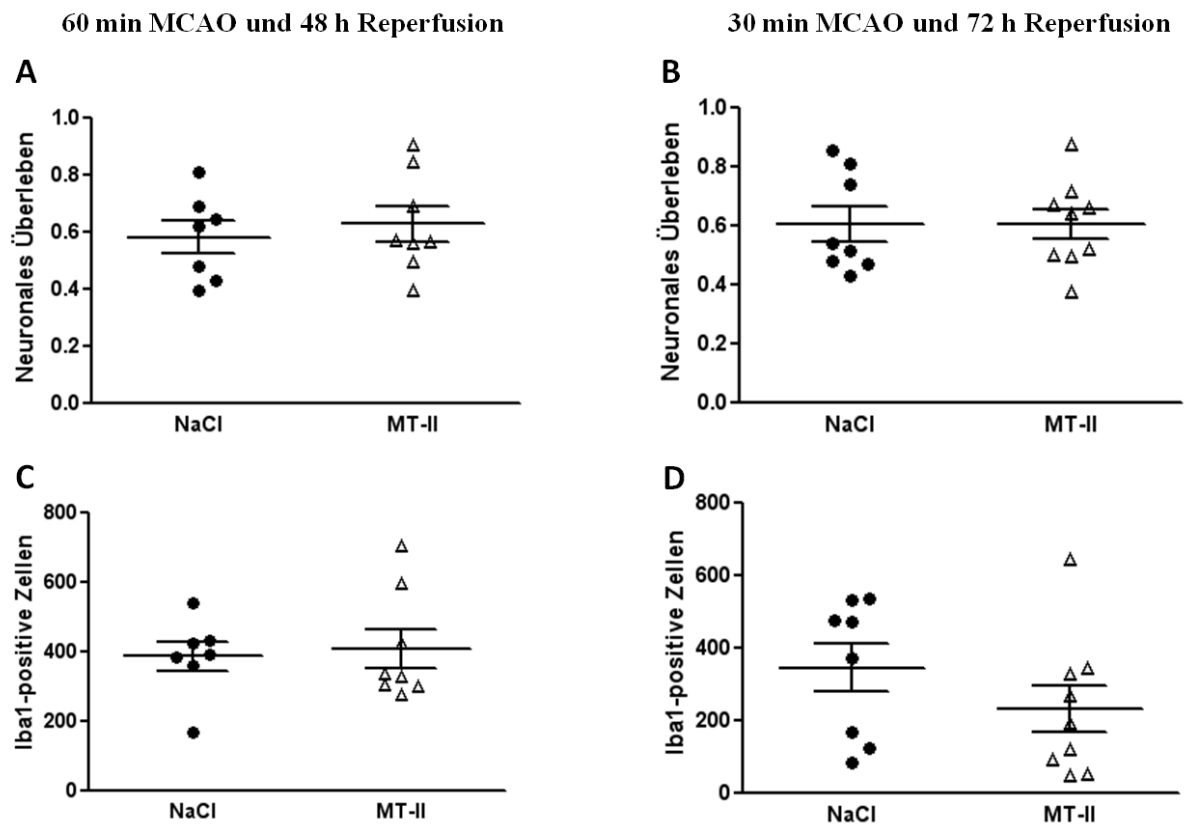 60 min MCAO und 48 h Reperfusion
30 min MCAO und 72 h Reperfusion
A
Neuronales Überleben
1.0
0.8
0.6
0.4
0.2
0.0
NaCl
MT-II
B
Neuronales Überleben
1.0
0.8
0.6
0.4
0.2
0.0
NaCl
MT-II
C
Iba1-positive Zellen
800
600
400
200
0
NaCl
MT-II
D
Iba1-positive Zellen
800
600
400
200
0
NaCl
MT-II